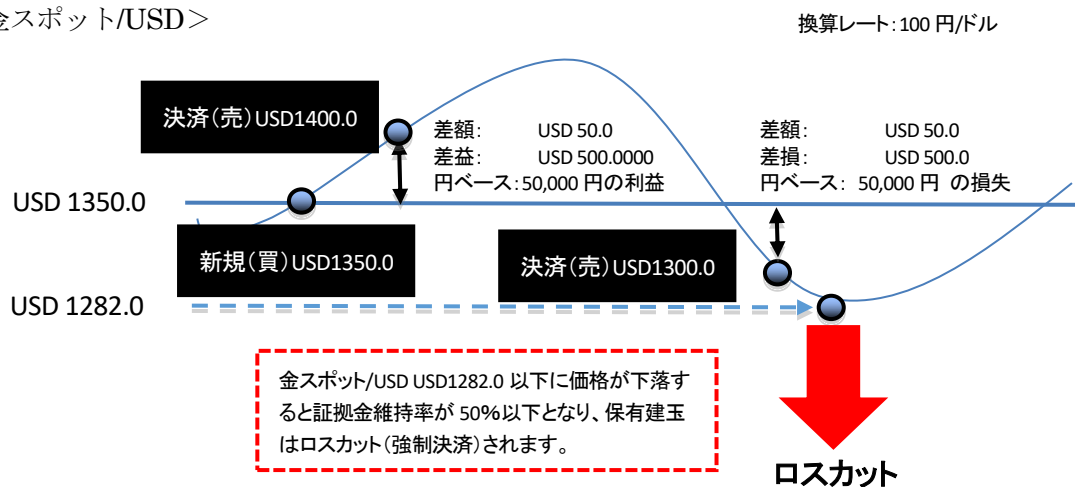 金スポット/USD＞
換算レート：100 円/ドル
決済（売）USD1400.0
差額： USD 50.0
差益： USD 500.0000
円ベース：50,000 円の利益
差額： USD 50.0
差損： USD 500.0
円ベース： 50,000 円 の損失
USD 1350.0
新規（買）USD1350.0
決済（売）USD1300.0
USD 1282.0
金スポット/USD USD1282.0 以下に価格が下落す
ると証拠金維持率が 50％以下となり、保有建玉
はロスカット（強制決済）されます。
ロスカット